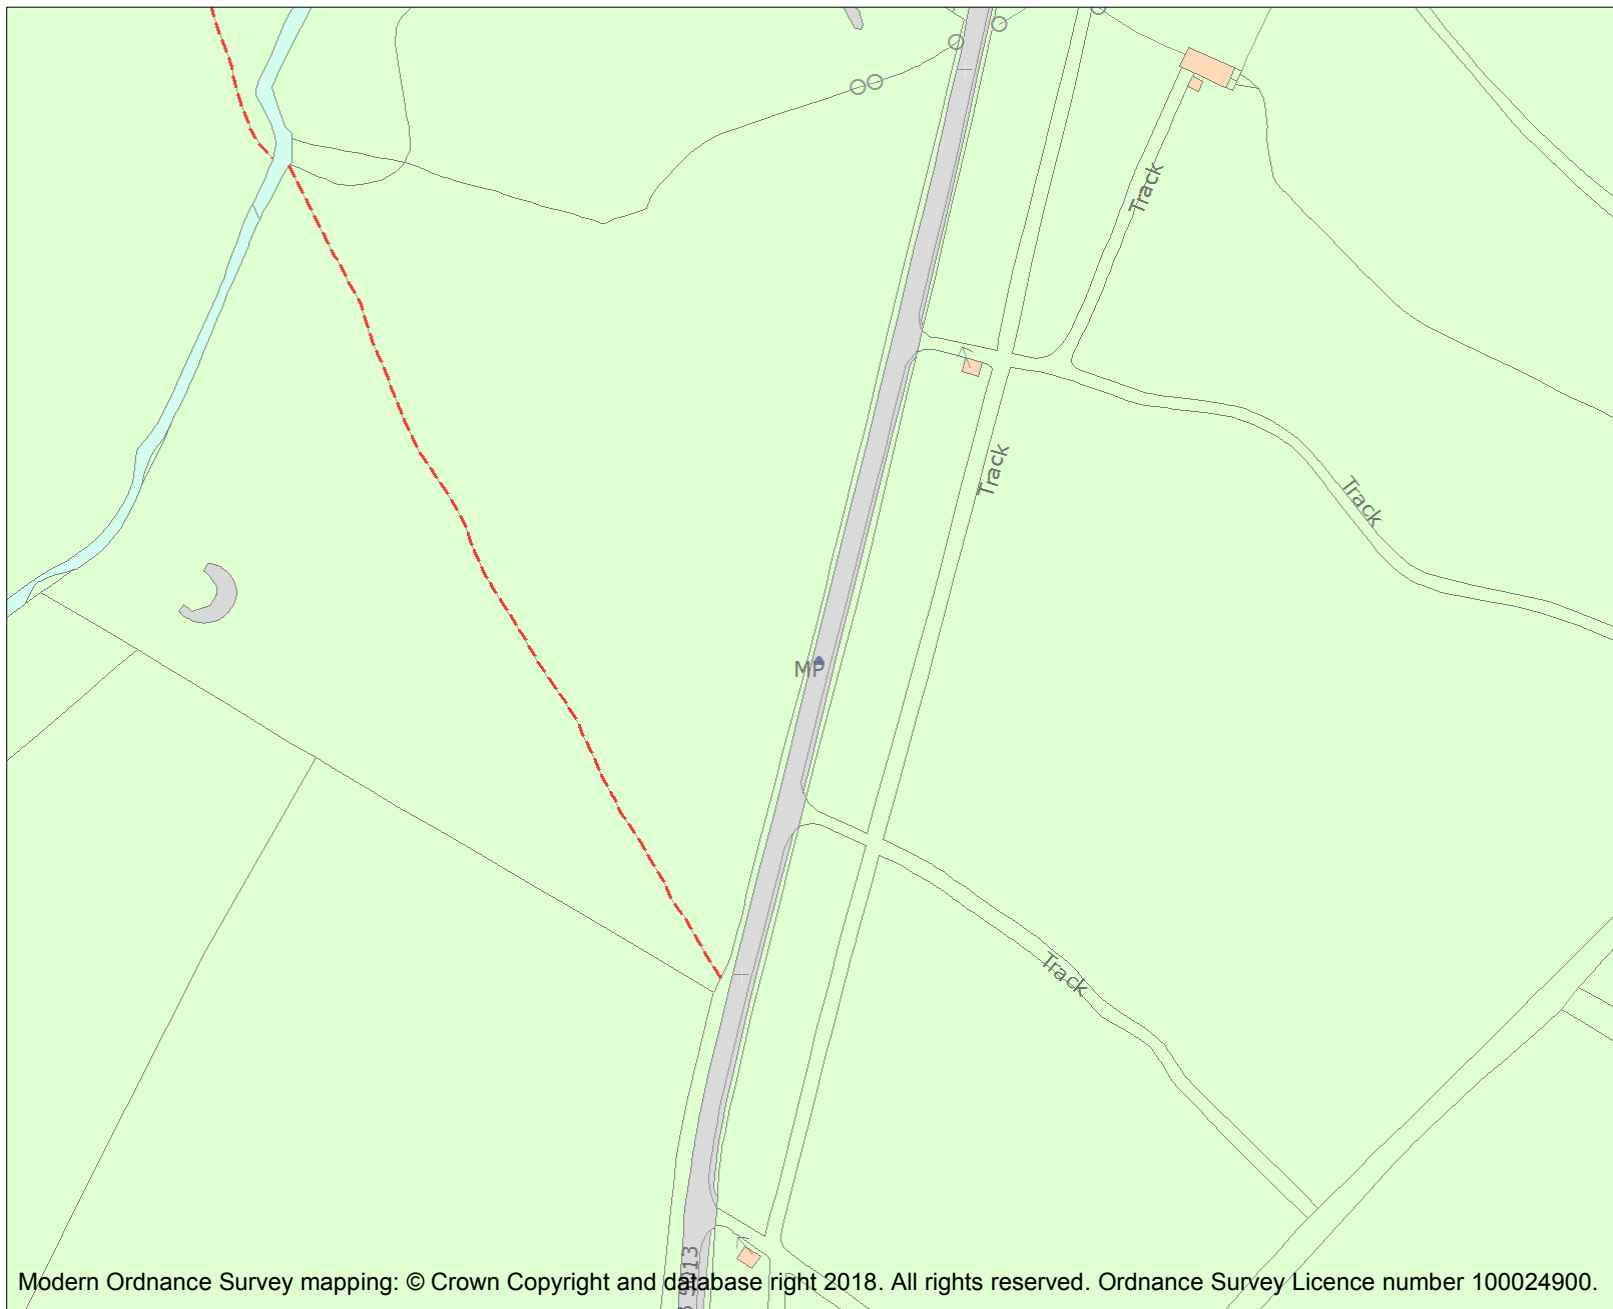 Track
Track
Track
MP
Track
Modern Ordnance Survey mapping: © Crown Copyright and database right 2018. All rights reserved. Ordnance Survey Licence number 100024900.